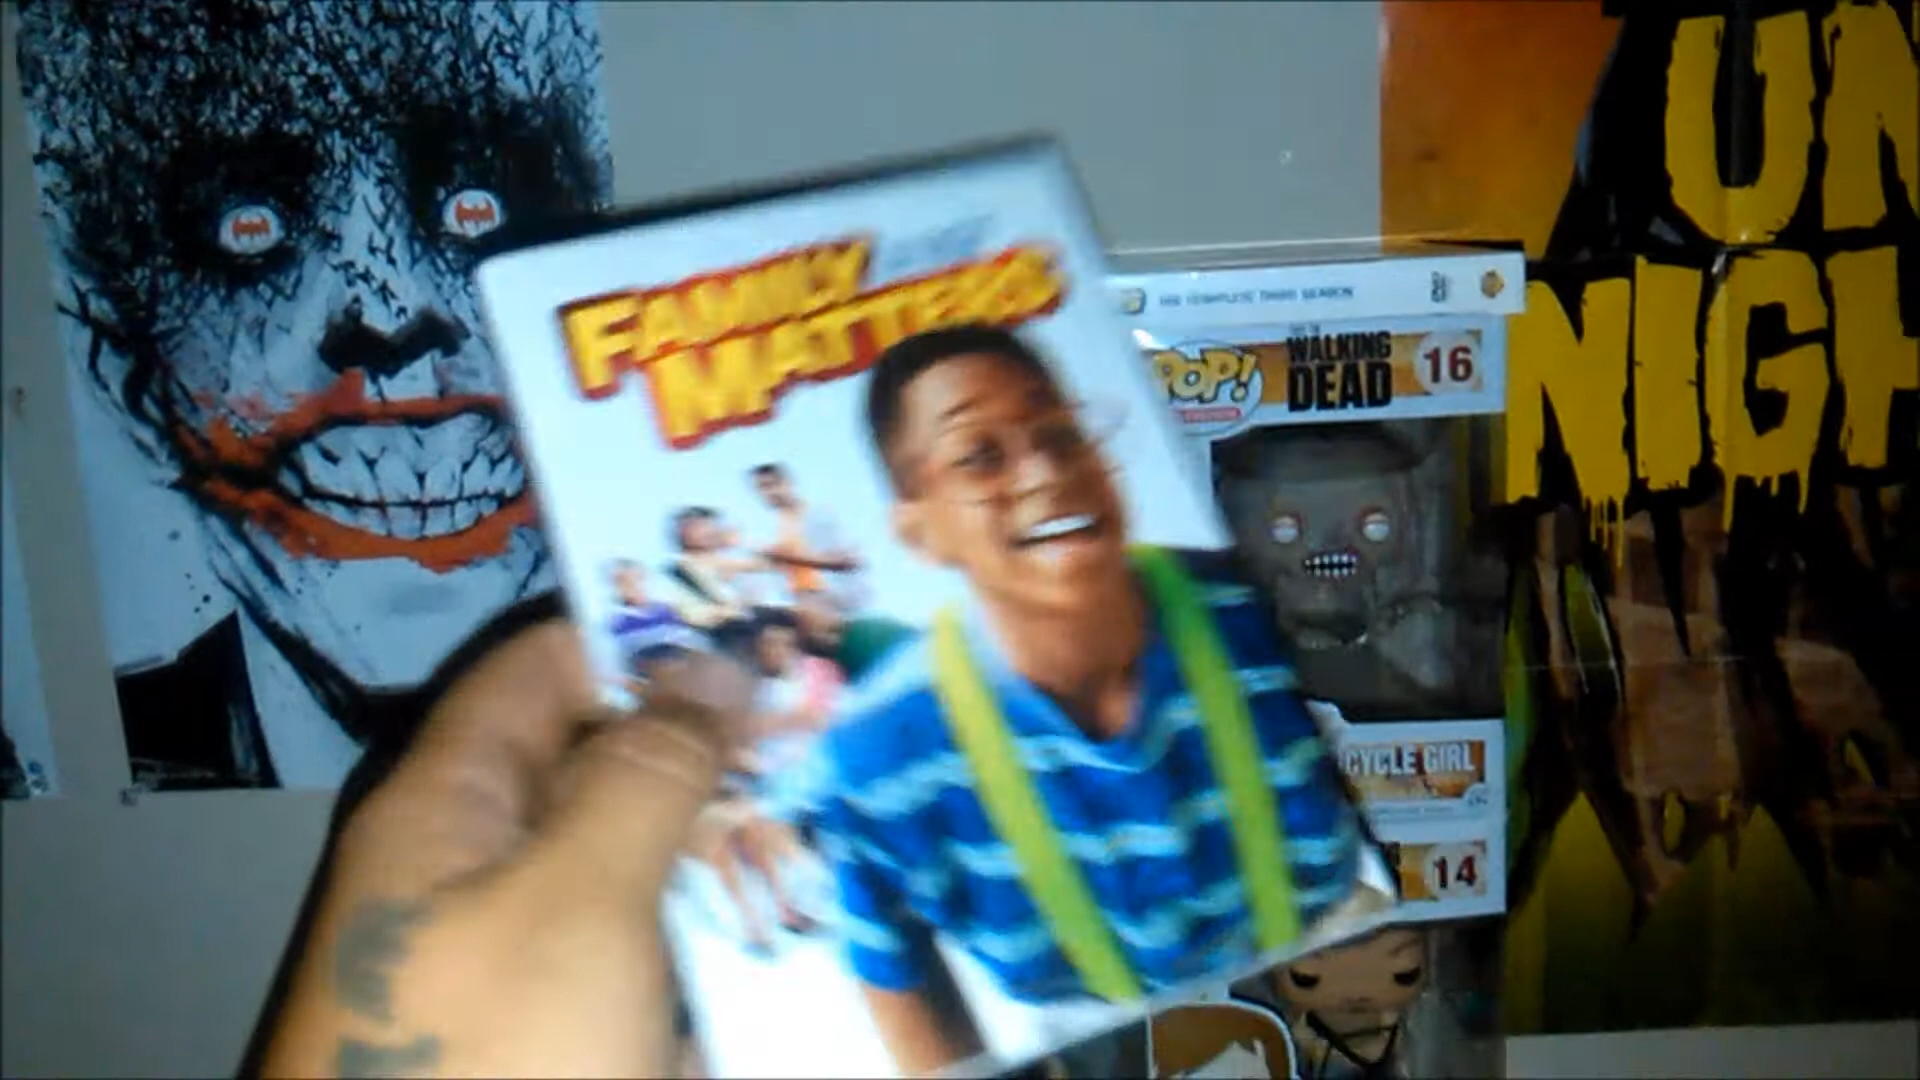 FAMILY
MATTERS
THE COMPLETE THIRD SEASON
POP!
THE
WALKING
DEAD
16
CYCLE GIRL
14
UN
NIGH